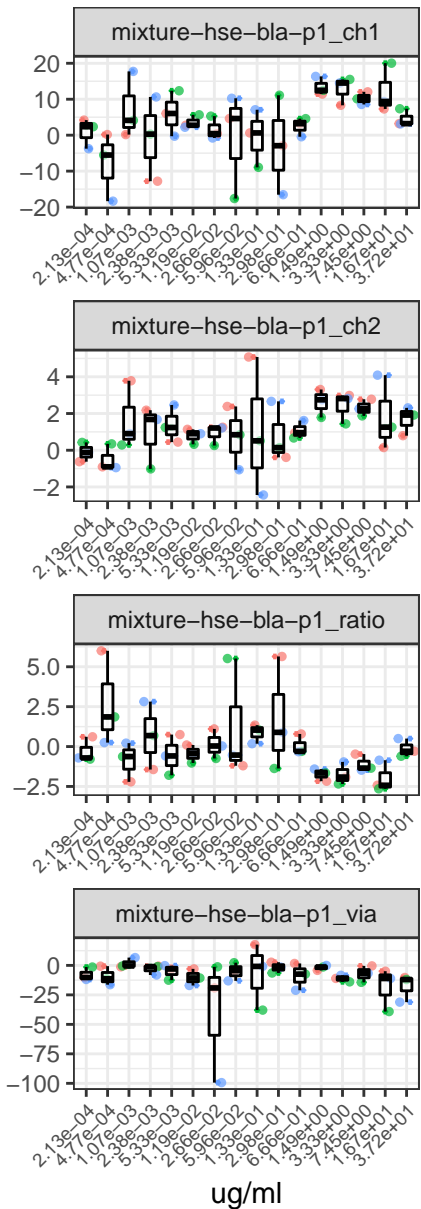 mixture−hse−bla−p1_ch1
20
10
0
−10
−20
2.13e−04
4.77e−04
1.07e−03
2.38e−03
5.33e−03
1.19e−02
2.66e−02
5.96e−02
1.33e−01
2.98e−01
6.66e−01
1.49e+00
3.33e+00
7.45e+00
1.67e+01
3.72e+01
mixture−hse−bla−p1_ch2
4
2
0
−2
2.13e−04
4.77e−04
1.07e−03
2.38e−03
5.33e−03
1.19e−02
2.66e−02
5.96e−02
1.33e−01
2.98e−01
6.66e−01
1.49e+00
3.33e+00
7.45e+00
1.67e+01
3.72e+01
mixture−hse−bla−p1_ratio
5.0
2.5
0.0
−2.5
2.13e−04
4.77e−04
1.07e−03
2.38e−03
5.33e−03
1.19e−02
2.66e−02
5.96e−02
1.33e−01
2.98e−01
6.66e−01
1.49e+00
3.33e+00
7.45e+00
1.67e+01
3.72e+01
mixture−hse−bla−p1_via
0
−25
−50
−75
−100
2.13e−04
4.77e−04
1.07e−03
2.38e−03
5.33e−03
1.19e−02
2.66e−02
5.96e−02
1.33e−01
2.98e−01
6.66e−01
1.49e+00
3.33e+00
7.45e+00
1.67e+01
3.72e+01
ug/ml